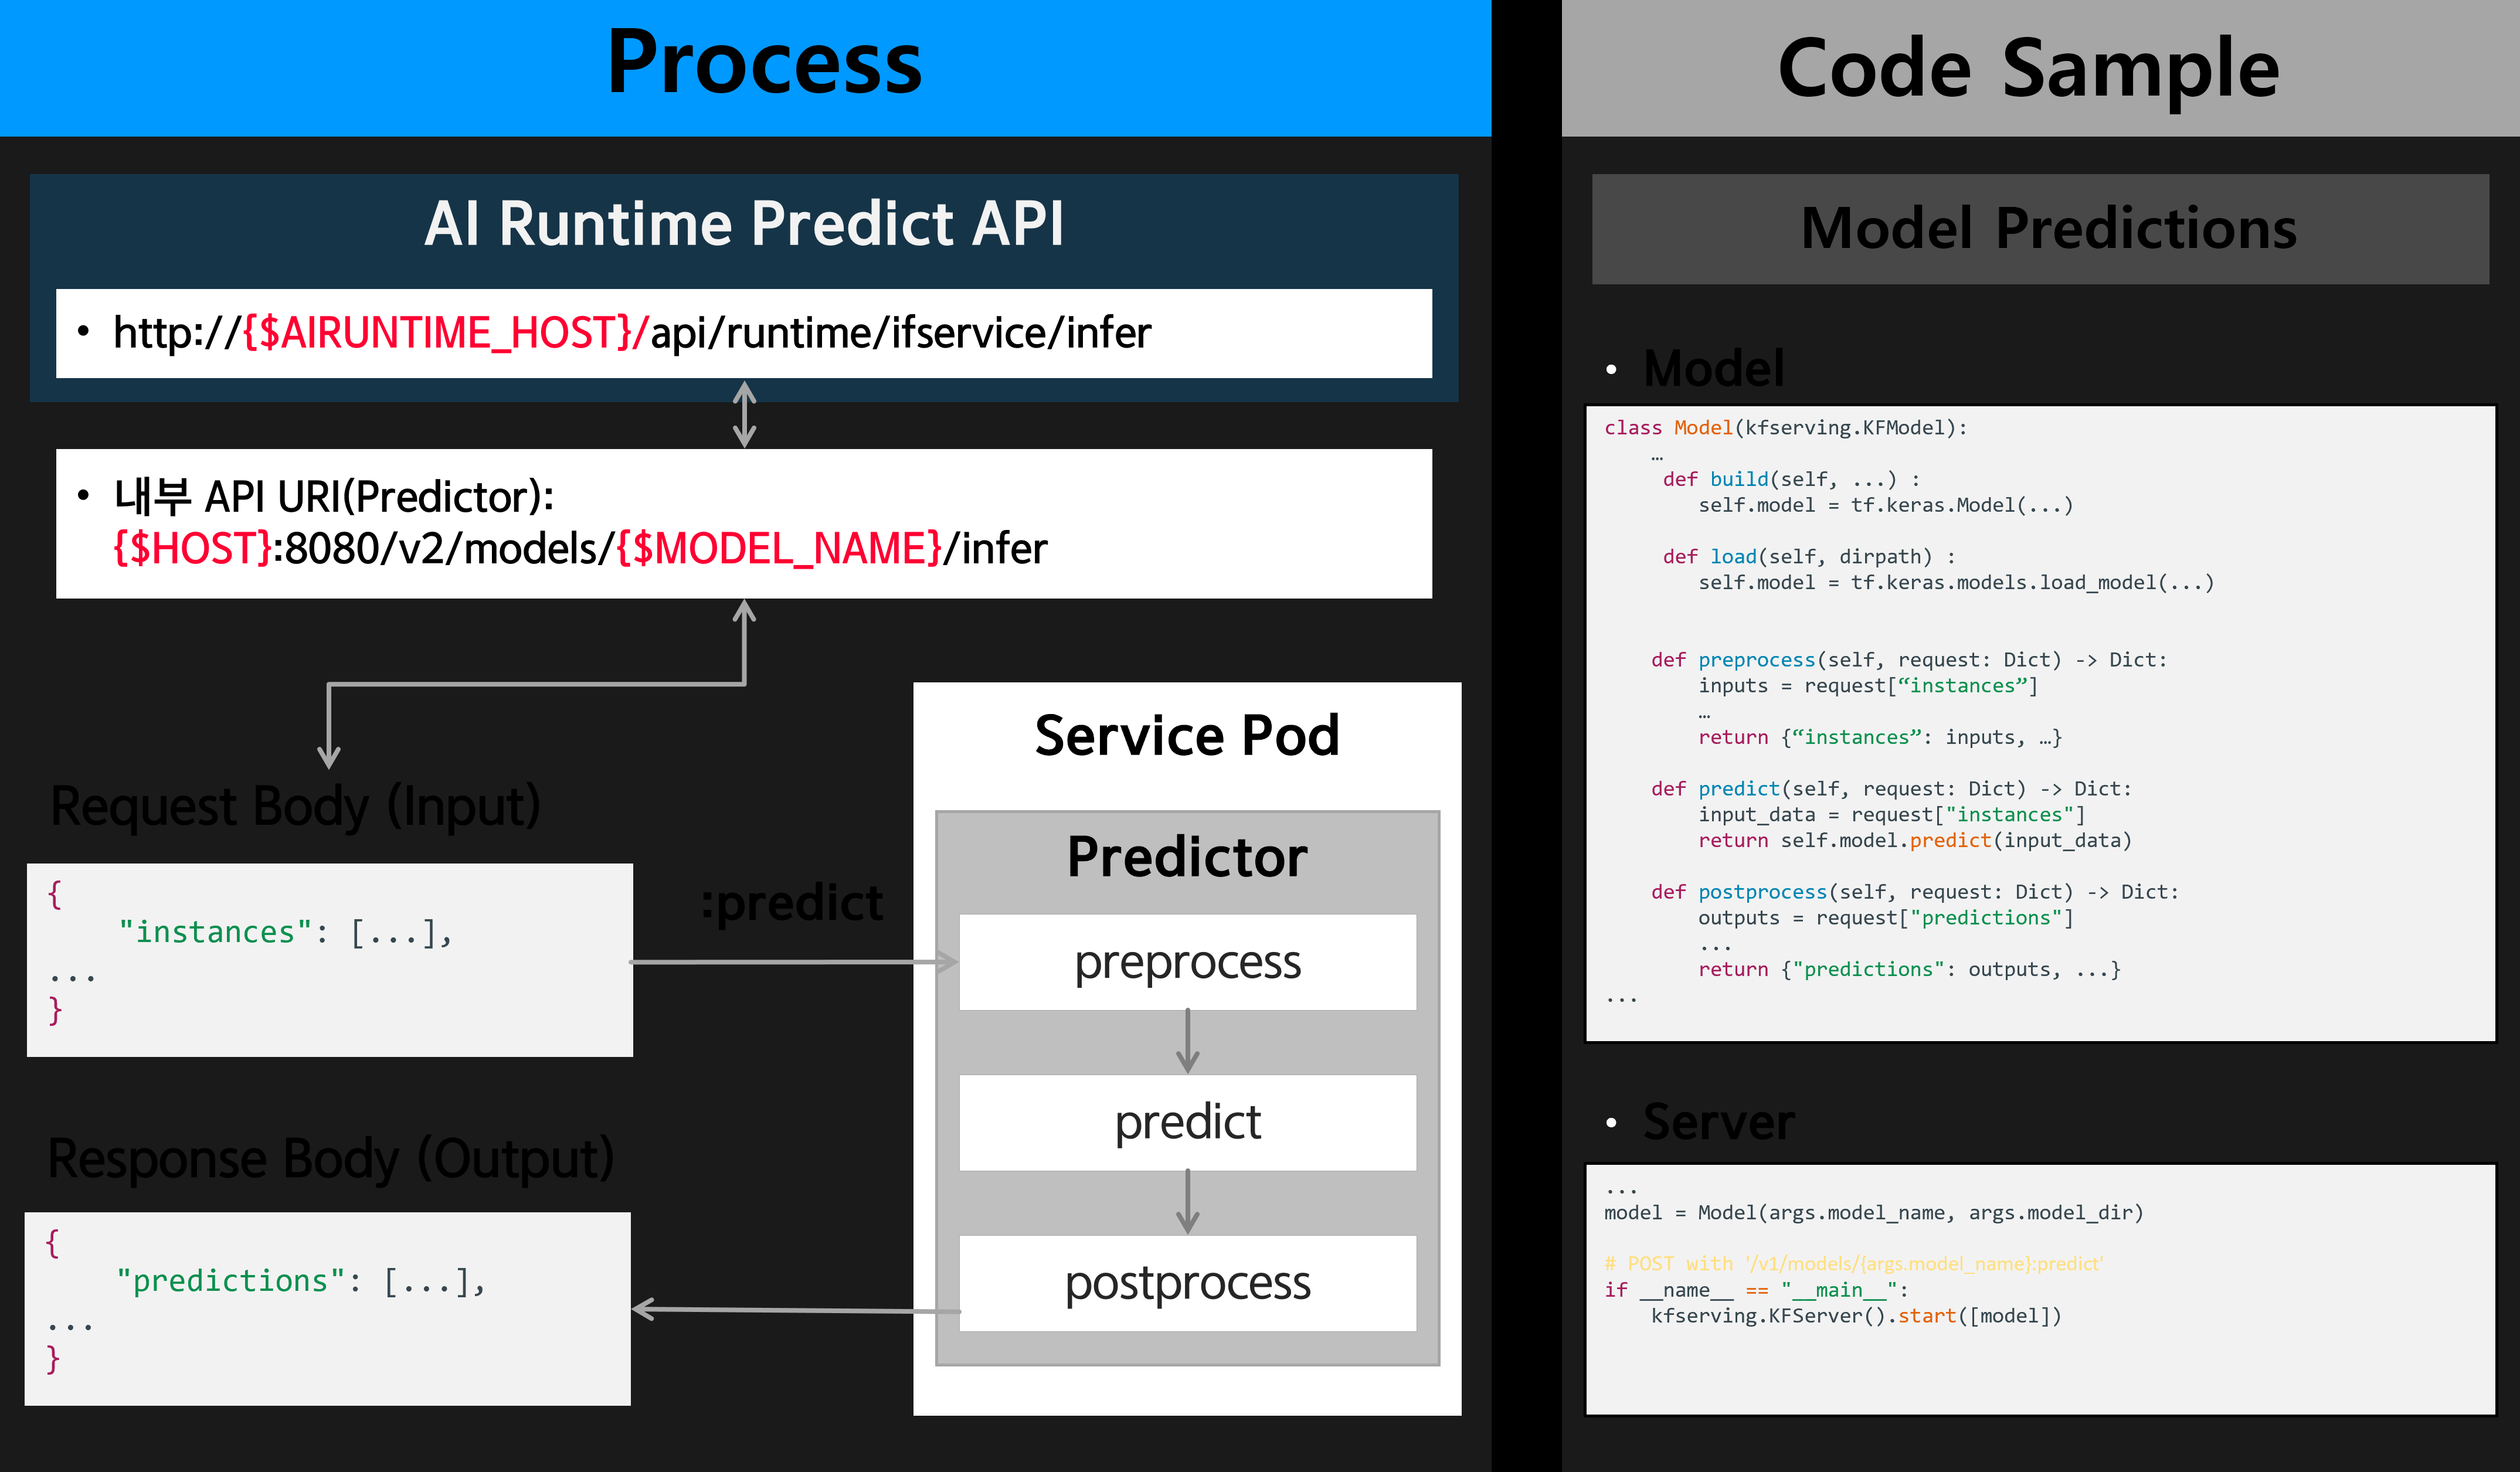 Process
AI Runtime Predict API
• http://{$AIRUNTIME_HOST}/api/runtime/ifservice/infer
• 내부 API URI(Predictor):
{$HOST}:8080/v2/models/{$MODEL_NAME}/infer
Request Body (Input)
{
"instances": [...],
...
}
:predict
Service Pod
Predictor
preprocess
predict
postprocess
Response Body (Output)
{
"predictions": [...],
...
}
Code Sample
Model Predictions
• Model
class Model(kfserving.KFModel):
…
def build(self, ...) :
self.model = tf.keras.Model(...)
def load(self, dirpath) :
self.model = tf.keras.models.load_model(...)
def preprocess(self, request: Dict) -> Dict:
inputs = request[“instances”]
…
return {“instances”: inputs, …}
def predict(self, request: Dict) -> Dict:
input_data = request["instances"]
return self.model.predict(input_data)
def postprocess(self, request: Dict) -> Dict:
outputs = request["predictions"]
...
return {"predictions": outputs, ...}
...
• Server
...
model = Model(args.model_name, args.model_dir)
# POST with '/v1/models/{args.model_name}:predict'
if __name__ == "__main__":
kfserving.KFServer().start([model])